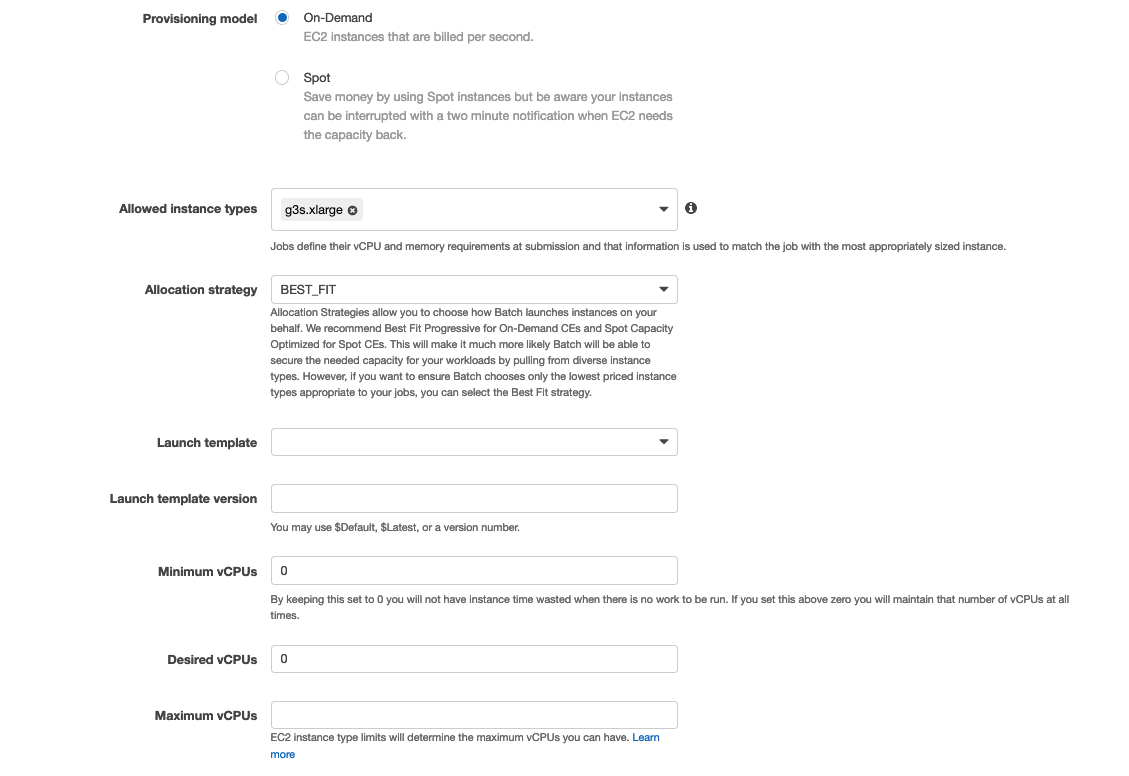 Provisioning model
On-Demand
EC2 instances that are billed per second.
Spot
Save money by using Spot instances but be aware your instances
can be interrupted with a two minute notification when EC2 needs
the capacity back.
Allowed instance types
g3s.xlarge
Jobs define their vCPU and memory requirements at submission and that information is used to match the job with the most appropriately sized instance.
Allocation strategy
BEST_FIT
Allocation Strategies allow you to choose how Batch launches instances on your
behalf. We recommend Best Fit Progressive for On-Demand CEs and Spot Capacity
Optimized for Spot CEs. This will make it much more likely Batch will be able to
secure the needed capacity for your workloads by pulling from diverse instance
types. However, if you want to ensure Batch chooses only the lowest priced instance
types appropriate to your jobs, you can select the Best Fit strategy.
Launch template
Launch template version
You may use $Default, $Latest, or a version number.
Minimum vCPUs
0
By keeping this set to 0 you will not have instance time wasted when there is no work to be run. If you set this above zero you will maintain that number of vCPUs at all
times.
Desired vCPUs
0
Maximum vCPUs
EC2 instance type limits will determine the maximum vCPUs you can have. Learn
more